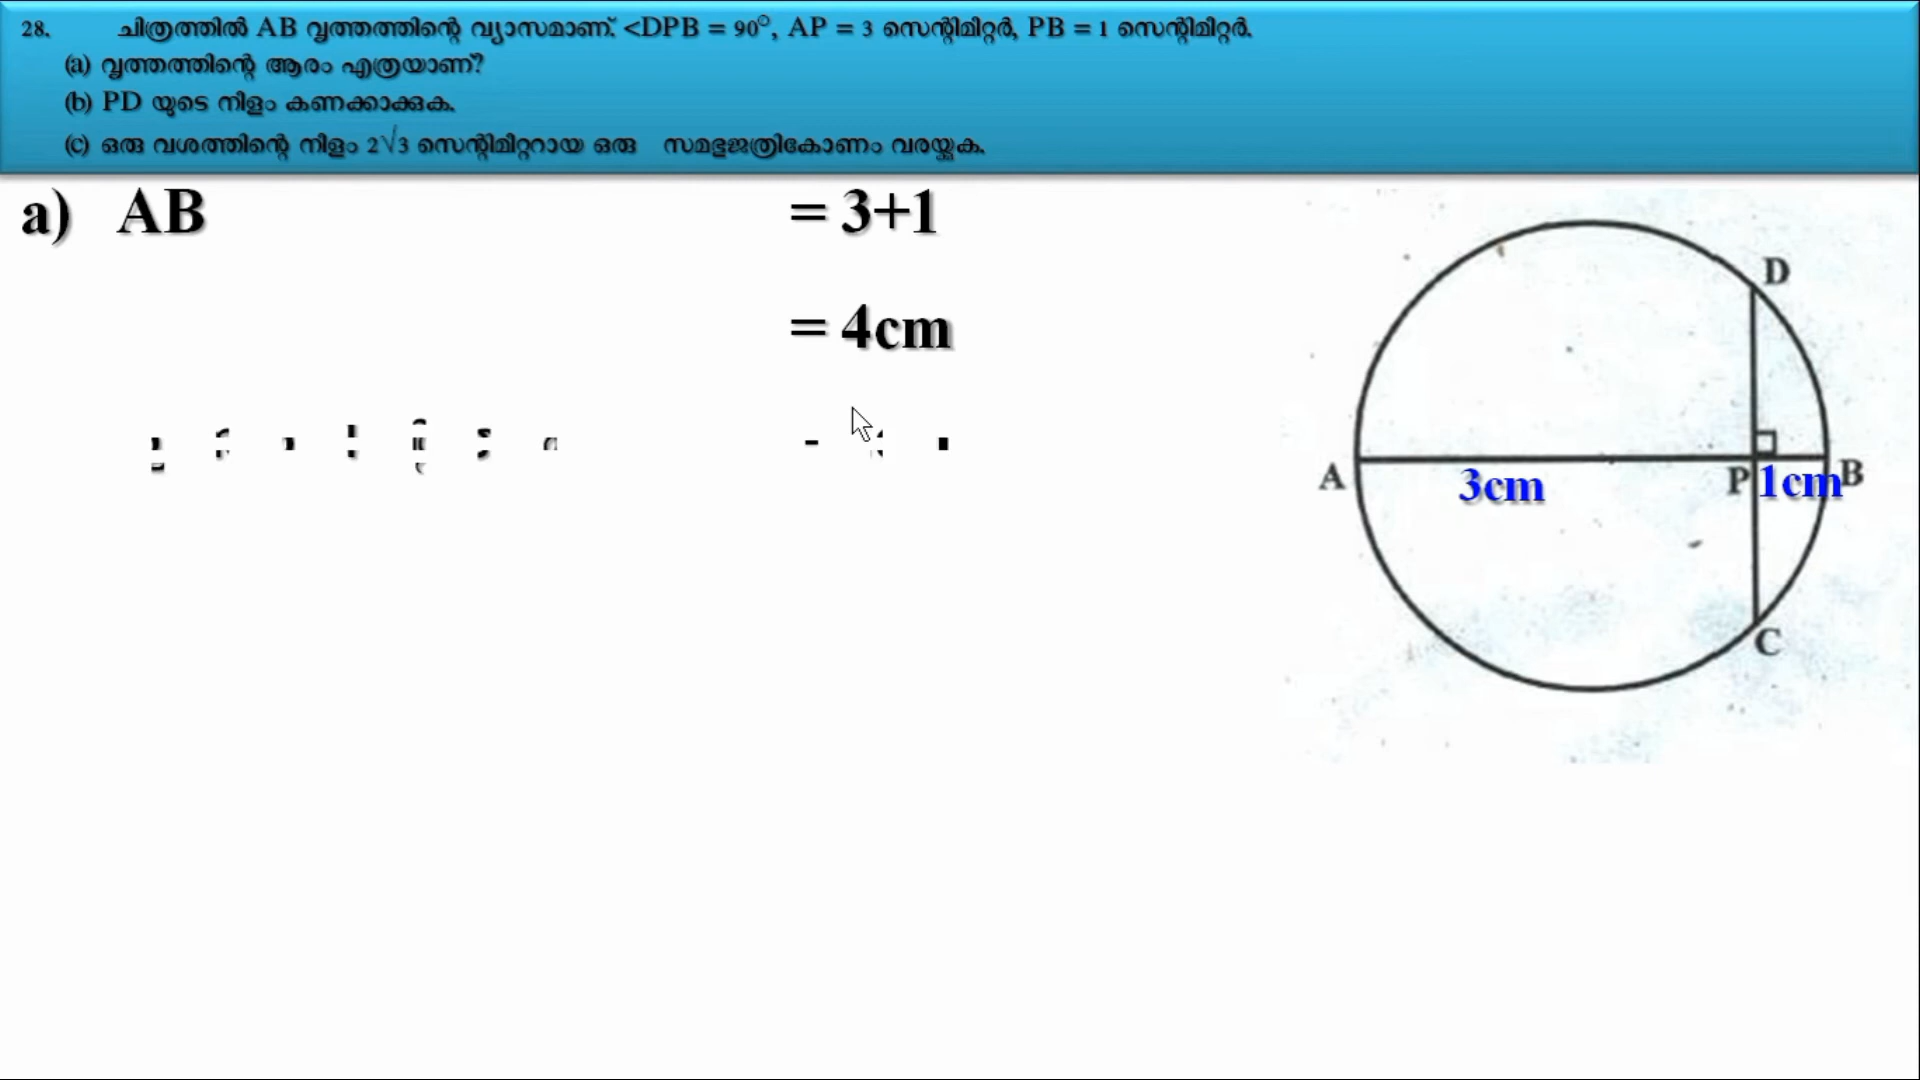 28. ചിത്രത്തിൽ AB വൃത്തത്തിന്റെ വ്യാസമാണ്. <DPB = 90°, AP = 3 സെന്റിമീറ്റർ, PB = 1 സെന്റിമീറ്റർ.
(a) വൃത്തത്തിന്റെ ആരം എത്രയാണ്?
(b) PD യുടെ നീളം കണക്കാക്കുക.
(c) ഒരു വശത്തിന്റെ നീളം 2√3 സെന്റിമീറ്ററായ ഒരു സമഭുജത്രികോണം വരയ്ക്കുക.
a) AB = 3+1
= 4cm
D
A 3cm P 1cm B
C